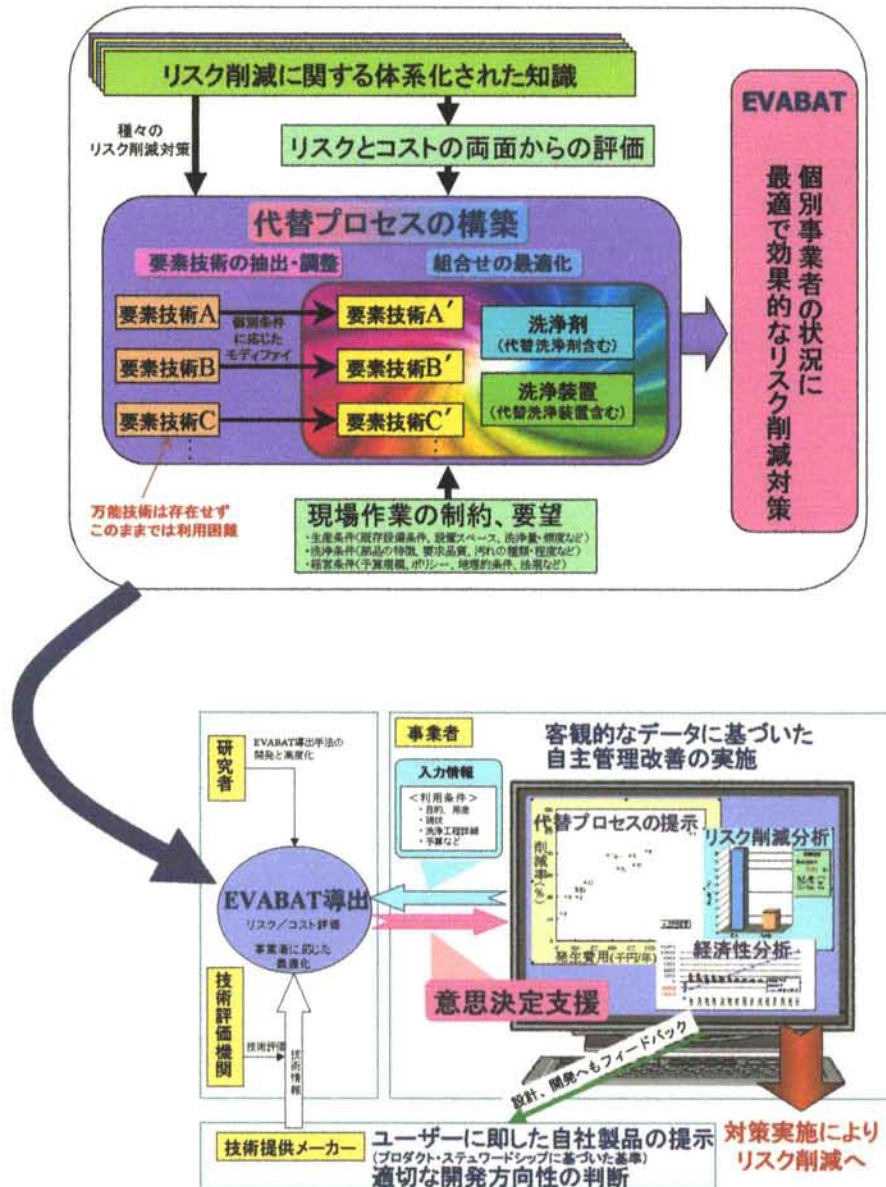 リスク削減に関する体系化された知識
種々の
リスク削減対策
リスクとコストの両面からの評価
代替プロセスの構築
要素技術の抽出・調整
組合せの最適化
要素技術A
要素技術B
要素技術C
個別条件
に応じた
モディファイ
要素技術A′
要素技術B′
要素技術C′
洗浄剤
(代替洗浄剤含む)
洗浄装置
(代替洗浄装置含む)
万能技術は存在せず
このままでは利用困難
現場作業の制約、要望
・生産条件(既存設備条件、設置スペース、洗浄量・頻度など)
・洗浄条件(部品の特徴、要求品質、汚れの種類・程度など)
・経営条件(予算規模、ポリシー、地理的条件、法規など)
EVABAT
個別事業者の状況に
最適で効果的なリスク削減対策
研究者
EVABAT導出手法の
開発と高度化
EVABAT導出
リスク／コスト評価
事業者に応じた
最適化
技術評価機関
技術評価
技術情報
技術提供メーカー
事業者
入力情報
＜利用条件＞
・目的、用途
・現状
・洗浄工程詳細
・予算など
客観的なデータに基づいた
自主管理改善の実施
代替プロセスの提示
削減率(%)
発生費用(千円/年)
リスク削減分析
経済性分析
意思決定支援
設計、開発へもフィードバック
ユーザーに即した自社製品の提示
(プロダクト・ステュワードシップに基づいた基準)
適切な開発方向性の判断
対策実施により
リスク削減へ